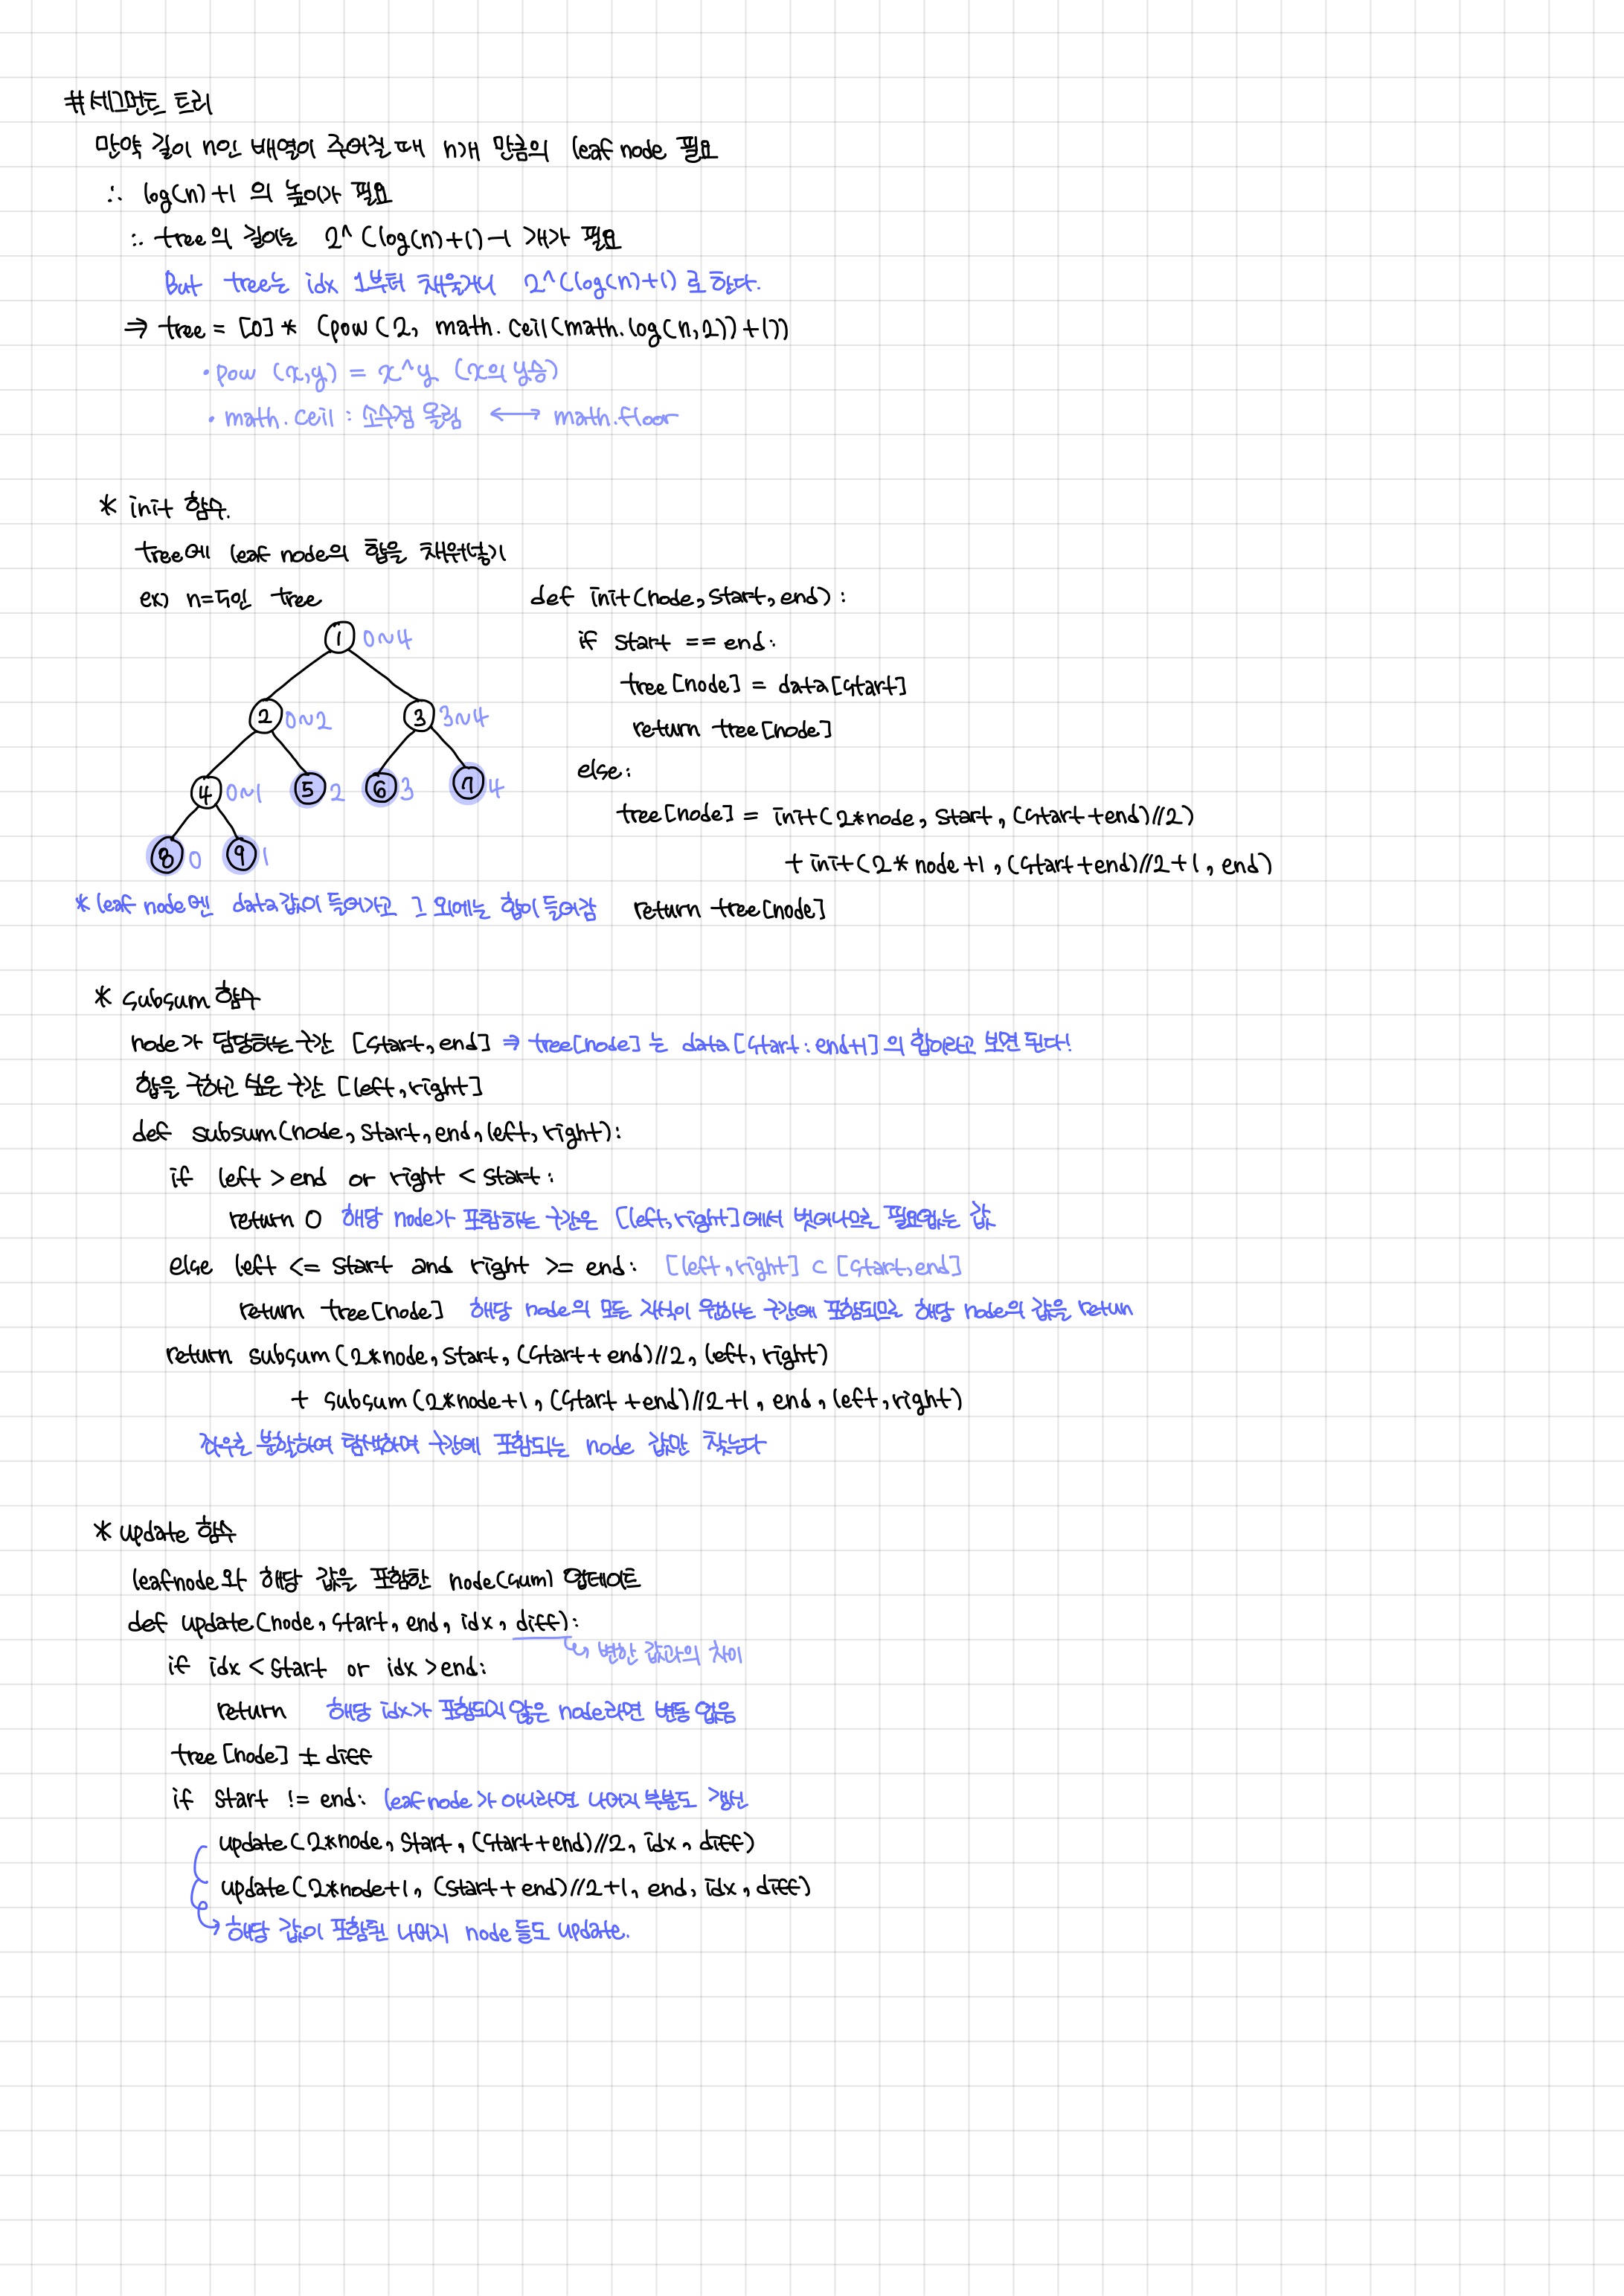 #세그먼트 트리
만약 길이 n인 배열이 주어질 때 n개 만큼의 leaf node 필요
∴ log(n)+1 의 높이가 필요
∴ tree의 길이는 2^(log(n)+1)-1 개가 필요
But tree는 idx 1부터 채울거니 2^(log(n)+1) 로 한다.
⇒ tree = [0]* (pow(2, math.ceil(math.log(n,2))+1))
• pow (x,y) = x^y (x의 y승)
• math.ceil : 소수점 올림 ↔ math.floor
* init 함수.
tree에 leaf node의 합을 채워넣기
ex) n=5인 tree
1 0~4
2 0~2 3 3~4
4 0~1 5 2 6 3 7 4
8 0 9 1
* leaf node엔 data값이 들어가고 그 외에는 합이 들어감
def init(node, start, end):
if start == end:
tree[node] = data[start]
return tree[node]
else:
tree[node] = init(2*node, start, (start+end)//2)
+ init(2*node+1, (start+end)//2+1, end)
return tree[node]
* subsum 함수
node가 담당하는 구간 [start, end] ⇒ tree[node] 는 data[start:end+1]의 합이라고 보면 된다!
합을 구하고 싶은 구간 [left, right]
def subsum(node, start, end, left, right):
if left > end or right < start:
return 0 해당 node가 포함하는 구간은 [left, right]에서 벗어나므로 필요없는 값
else left <= start and right >= end: [left, right] ⊂ [start, end]
return tree[node] 해당 node의 모든 자식이 원하는 구간에 포함되므로 해당 node의 값을 retun
return subsum(2*node, start, (start+end)//2, left, right)
+ subsum(2*node+1, (start+end)//2+1, end, left, right)
좌우로 분할하여 탐색하며 구간에 포함되는 node 값만 찾는다
* update 함수
leafnode와 해당 값을 포함한 node(sum) 업데이트
def update(node, start, end, idx, diff):
↳ 변한 값과의 차이
if idx < start or idx > end:
return 해당 idx가 포함되지 않은 node라면 변동 없음
tree[node] += diff
if start != end: leaf node가 아니라면 나머지 부분도 갱신
update(2*node, start, (start+end)//2, idx, diff)
update(2*node+1, (start+end)//2+1, end, idx, diff)
→ 해당 값이 포함된 나머지 node들도 update.